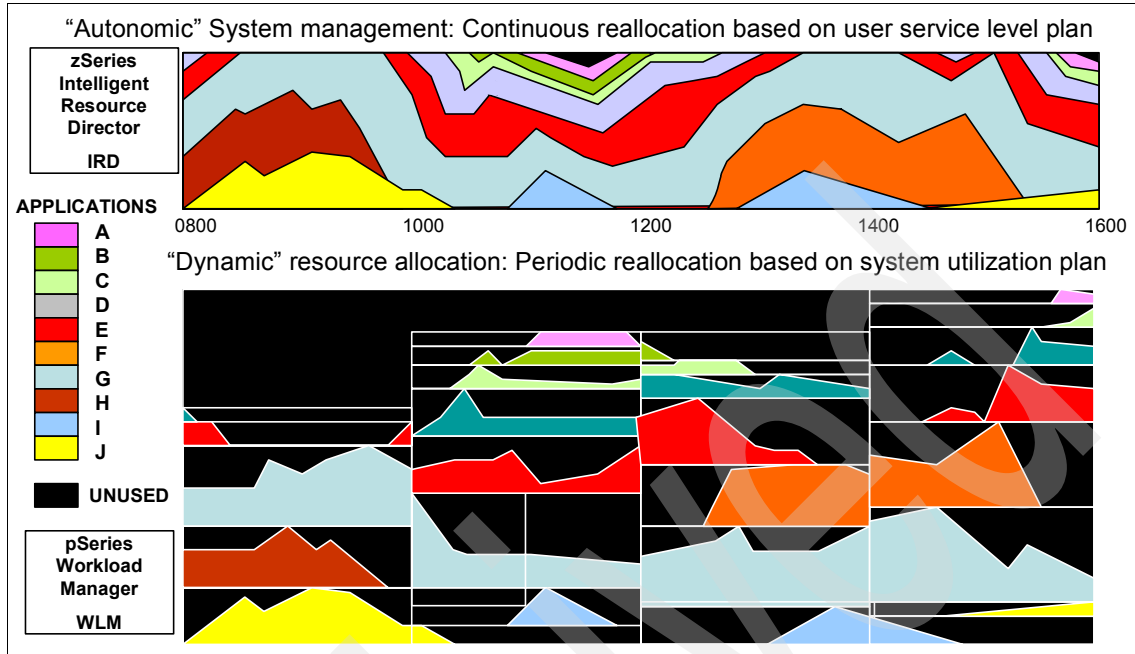 “Autonomic” System management: Continuous reallocation based on user service level plan
zSeries
Intelligent
Resource
Director
IRD
APPLICATIONS
A
B
C
D
E
F
G
H
I
J
UNUSED
0800 1000 1200 1400 1600
“Dynamic” resource allocation: Periodic reallocation based on system utilization plan
pSeries
Workload
Manager
WLM